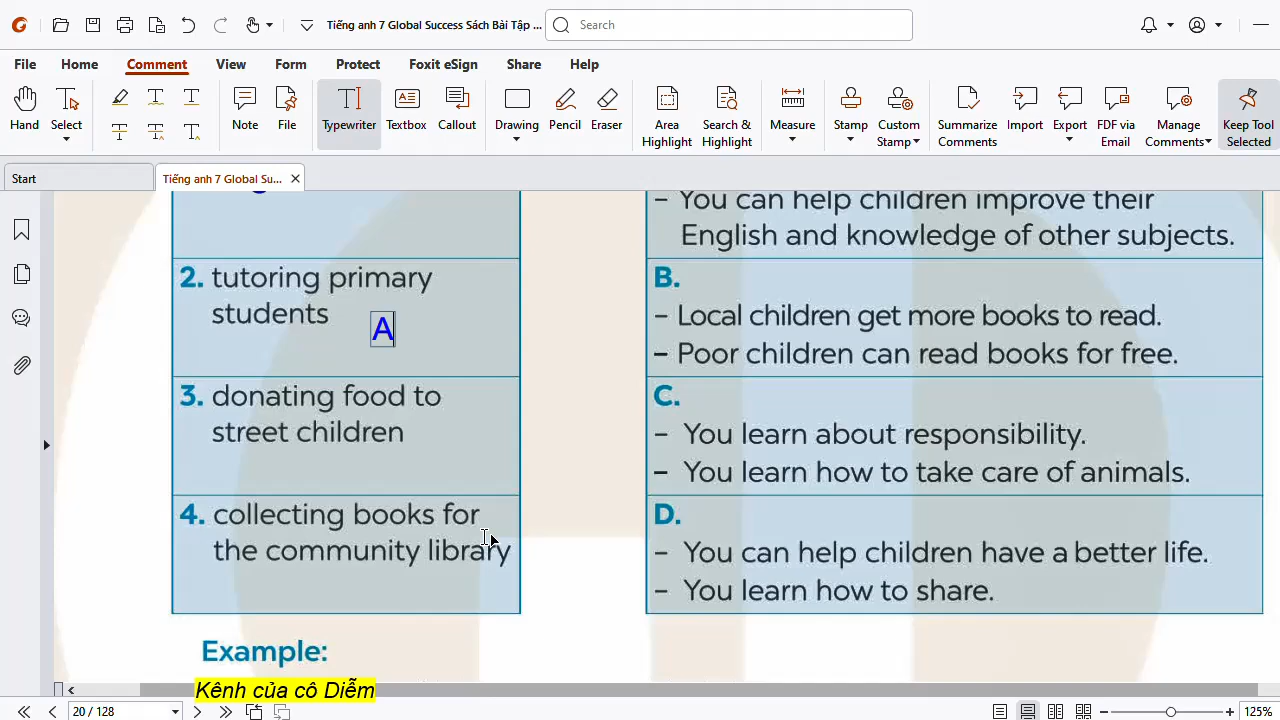 Tiếng anh 7 Global Success Sách Bài Tập ...
Search
File Home Comment View Form Protect Foxit eSign Share Help
Hand Select Note File Typewriter Textbox Callout Drawing Pencil Eraser Area Highlight Search & Highlight Measure Stamp Custom Stamp Summarize Comments Import Export FDF via Email Manage Comments Keep Tool Selected
Start
Tiếng anh 7 Global Su...
– You can help children improve their
English and knowledge of other subjects.
2. tutoring primary
students
A
B.
– Local children get more books to read.
– Poor children can read books for free.
3. donating food to
street children
C.
– You learn about responsibility.
– You learn how to take care of animals.
4. collecting books for
the community library
D.
– You can help children have a better life.
– You learn how to share.
Example:
Kênh của cô Diễm
20 / 128
125%